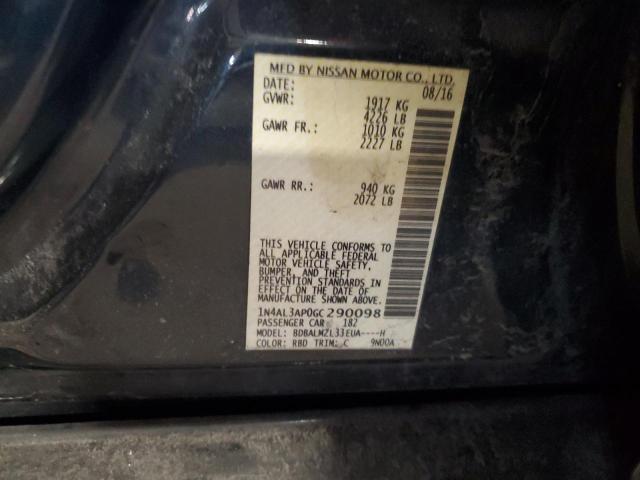 MFD BY NISSAN MOTOR CO., LTD.
DATE: 08/16
GVWR: 1917 KG
4226 LB
GAWR FR.: 1010 KG
2227 LB
GAWR RR.: 940 KG
2072 LB
THIS VEHICLE CONFORMS TO
ALL APPLICABLE FEDERAL
MOTOR VEHICLE SAFETY,
BUMPER, AND THEFT
PREVENTION STANDARDS IN
EFFECT ON THE DATE OF
MANUFACTURE SHOWN ABOVE.
1N4AL3AP0GC290098
PASSENGER CAR 182
MODEL: BDBALMZL33EUA----H
COLOR: RBD TRIM: C 9N00A